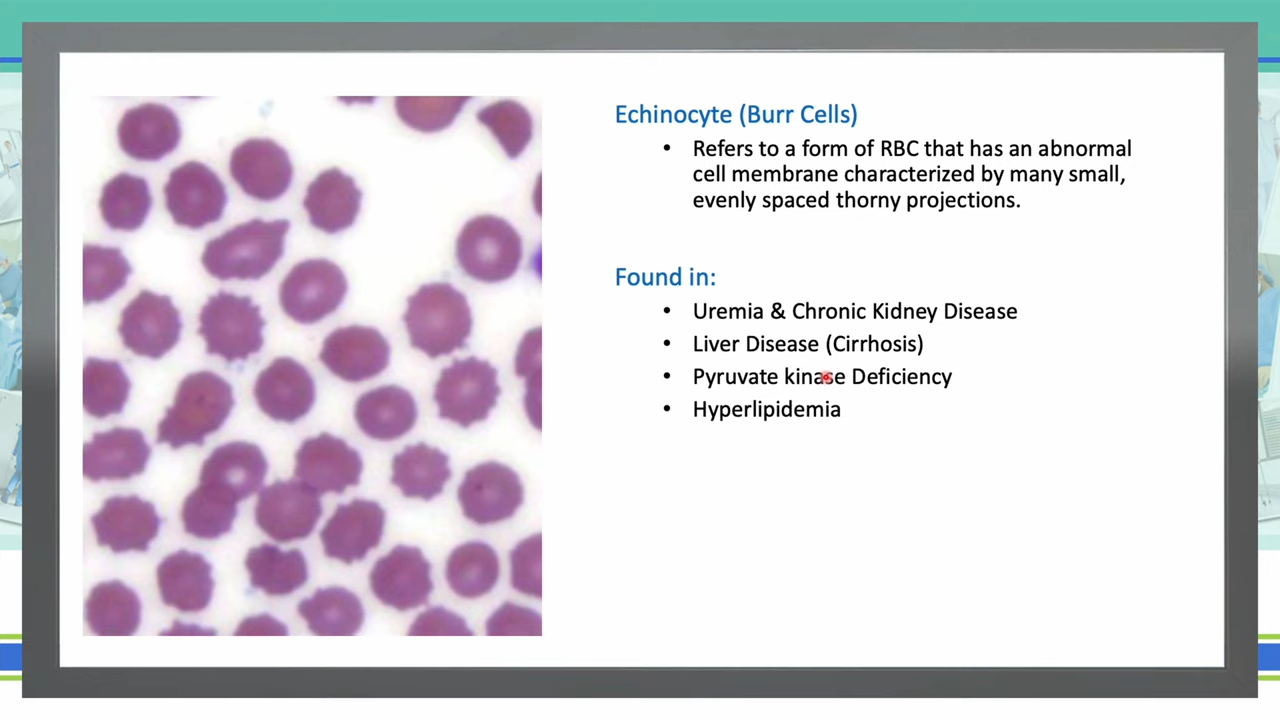 Echinocyte (Burr Cells)
• Refers to a form of RBC that has an abnormal
cell membrane characterized by many small,
evenly spaced thorny projections.
Found in:
• Uremia & Chronic Kidney Disease
• Liver Disease (Cirrhosis)
• Pyruvate kinase Deficiency
• Hyperlipidemia